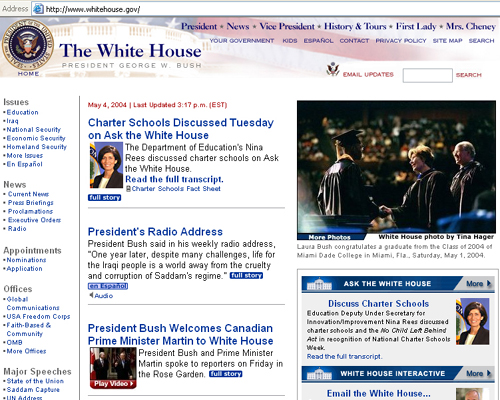 Address http://www.whitehouse.gov/
President ★ News ★ Vice President ★ History & Tours ★ First Lady ★ Mrs. Cheney
The White House
PRESIDENT GEORGE W. BUSH
HOME
YOUR GOVERNMENT KIDS ESPAÑOL CONTACT PRIVACY POLICY SITE MAP SEARCH
EMAIL UPDATES SEARCH
Issues
• Education
• Iraq
• National Security
• Economic Security
• Homeland Security
• More Issues
• En Español
News
• Current News
• Press Briefings
• Proclamations
• Executive Orders
• Radio
Appointments
• Nominations
• Application
Offices
• Global
Communications
• USA Freedom Corps
• Faith-Based &
Community
• OMB
• More Offices
Major Speeches
• State of the Union
• Saddam Capture
• UN Address
May 4, 2004 | Last Updated 3:17 p.m. (EST)
Charter Schools Discussed Tuesday
on Ask the White House
The Department of Education's Nina
Rees discussed charter schools on Ask
the White House.
Read the full transcript.
Charter Schools Fact Sheet
full story
President's Radio Address
President Bush said in his weekly radio address,
"One year later, despite many challenges, life for
the Iraqi people is a world away from the cruelty
and corruption of Saddam's regime." full story
en Español
Audio
President Bush Welcomes Canadian
Prime Minister Martin to White House
President Bush and Prime Minister
Martin spoke to reporters on Friday in
the Rose Garden. full story
Play Video
More Photos White House photo by Tina Hager
Laura Bush congratulates a graduate from the Class of 2004 of
Miami Dade College in Miami, Fla., Saturday, May 1, 2004.
ASK THE WHITE HOUSE More
Discuss Charter Schools
Education Deputy Under Secretary for
Innovation/Improvement Nina Rees discussed
charter schools and the No Child Left Behind
Act in recognition of National Charter Schools
Week.
Read the full transcript.
WHITE HOUSE INTERACTIVE More
Email the White House...